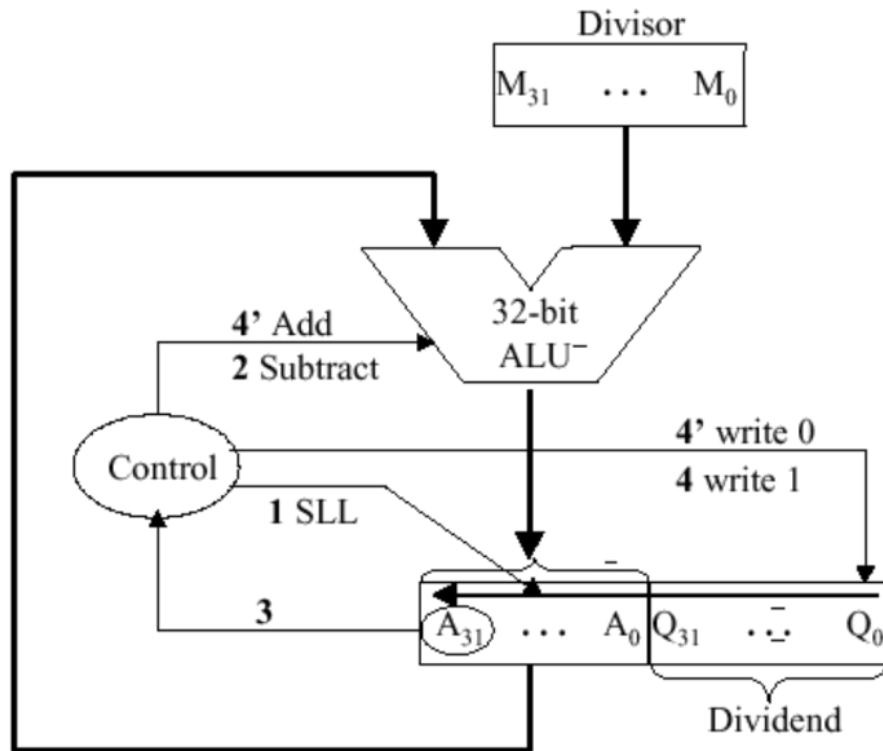 Divisor
M31 ... M0
32-bit
ALU–
4' Add
2 Subtract
Control
4' write 0
4 write 1
1 SLL
3
A31 ... A0 Q31 ... Q0
Dividend